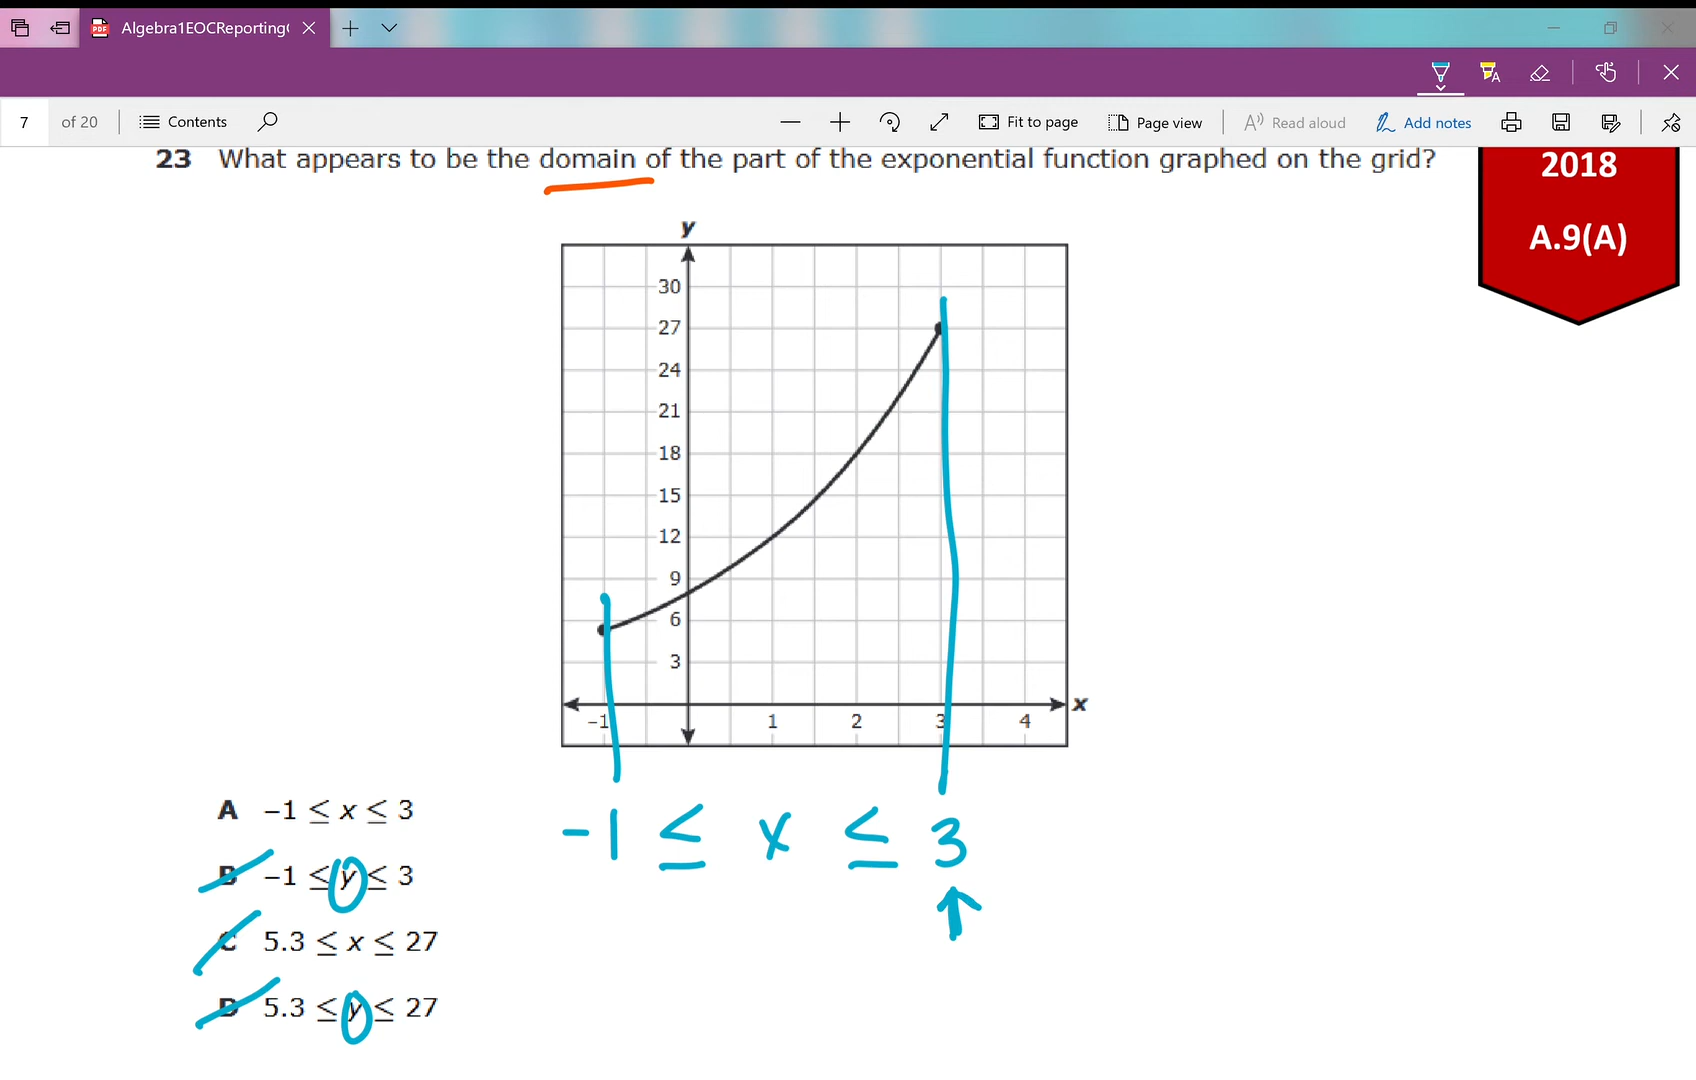 Algebra1EOCReporting(
7 of 20 Contents Fit to page Page view Read aloud Add notes
23 What appears to be the domain of the part of the exponential function graphed on the grid?
2018
A.9(A)
y
30
27
24
21
18
15
12
9
6
3
x
-1 1 2 3 4
A −1 ≤ x ≤ 3
-1 ≤ x ≤ 3
B −1 ≤ y ≤ 3
C 5.3 ≤ x ≤ 27
D 5.3 ≤ y ≤ 27